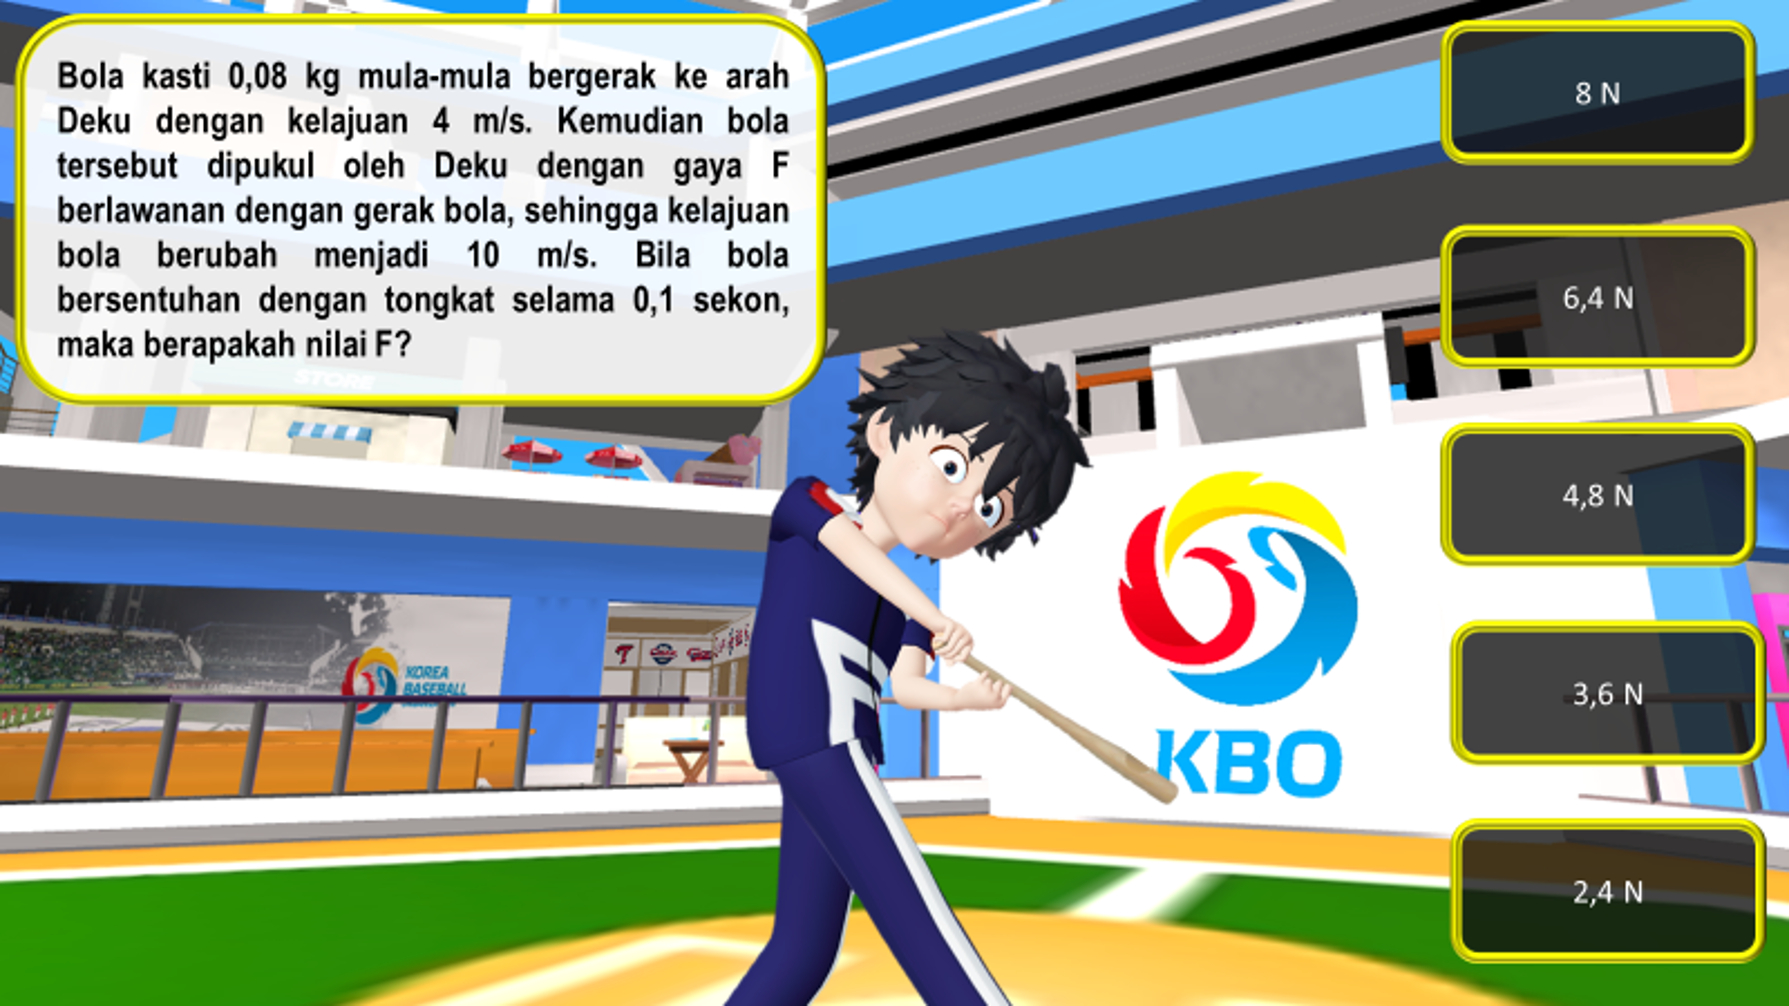 Bola kasti 0,08 kg mula-mula bergerak ke arah
Deku dengan kelajuan 4 m/s. Kemudian bola
tersebut dipukul oleh Deku dengan gaya F
berlawanan dengan gerak bola, sehingga kelajuan
bola berubah menjadi 10 m/s. Bila bola
bersentuhan dengan tongkat selama 0,1 sekon,
maka berapakah nilai F?
8 N
6,4 N
4,8 N
3,6 N
2,4 N
STORE
KOREA
BASEBALL
KBO
F